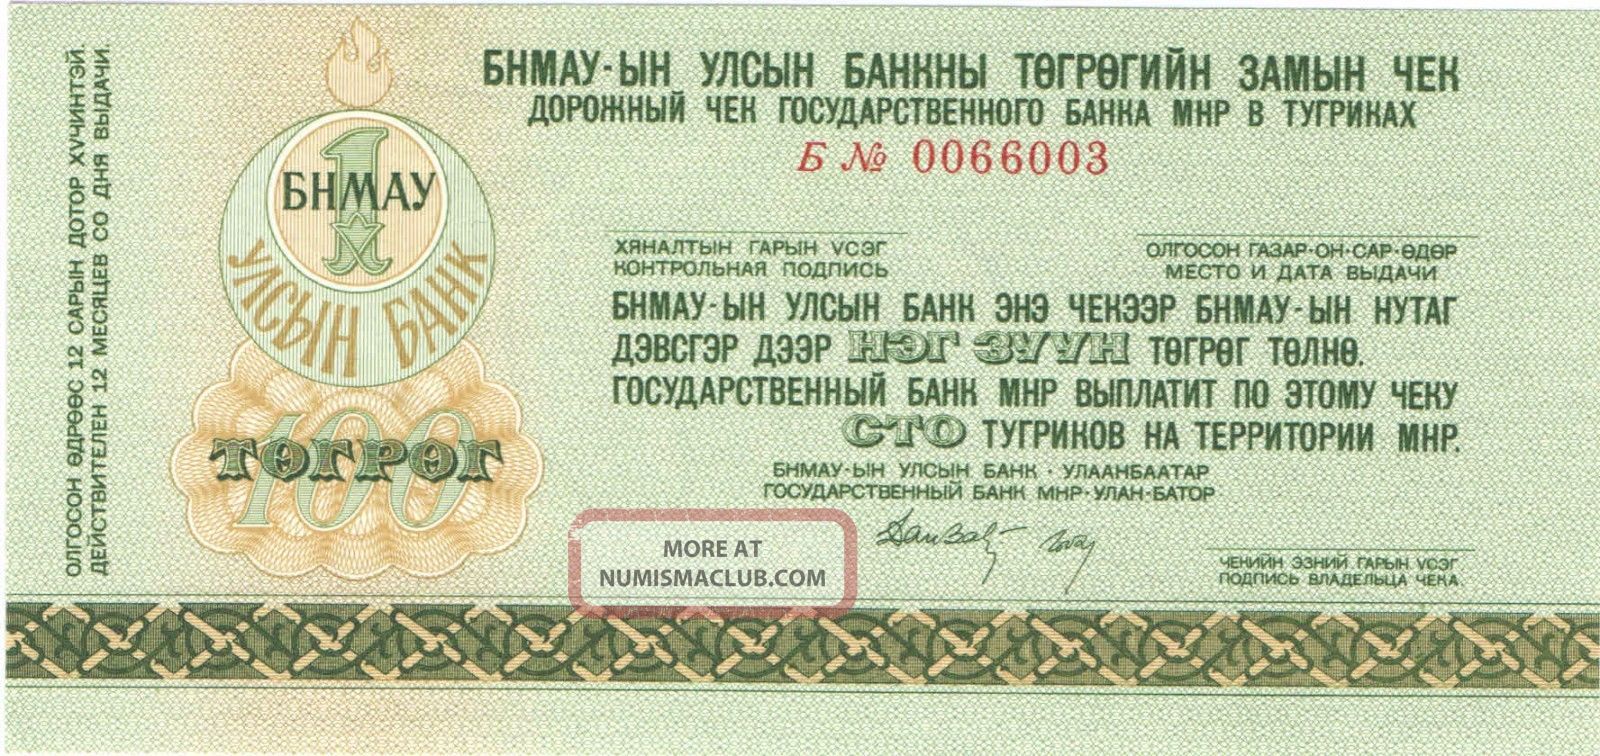 ОЛГОСОН ӨДРӨӨС 12 САРЫН ДОТОР ХҮЧИНТЭЙ.
ДЕЙСТВИТЕЛЕН 12 МЕСЯЦЕВ СО ДНЯ ВЫДАЧИ.
1
БНМАУ
УЛСЫН БАНК
100
ТӨГРӨГ
БНМАУ-ЫН УЛСЫН БАНКНЫ ТӨГРӨГИЙН ЗАМЫН ЧЕК
ДОРОЖНЫЙ ЧЕК ГОСУДАРСТВЕННОГО БАНКА МНР В ТУГРИКАХ
Б № 0066003
ХЯНАЛТЫН ГАРЫН ҮСЭГ
КОНТРОЛЬНАЯ ПОДПИСЬ
ОЛГОСОН ГАЗАР·ОН·САР·ӨДӨР
МЕСТО И ДАТА ВЫДАЧИ
БНМАУ-ЫН УЛСЫН БАНК ЭНЭ ЧЕКЭЭР БНМАУ-ЫН НУТАГ
ДЭВСГЭР ДЭЭР НЭГ ЗУУН ТӨГРӨГ ТӨЛНӨ.
ГОСУДАРСТВЕННЫЙ БАНК МНР ВЫПЛАТИТ ПО ЭТОМУ ЧЕКУ
СТО ТУГРИКОВ НА ТЕРРИТОРИИ МНР.
БНМАУ-ЫН УЛСЫН БАНК · УЛААНБААТАР
ГОСУДАРСТВЕННЫЙ БАНК МНР·УЛАН-БАТОР
MORE AT
NUMISMACLUB.COM
ЧЕКИЙН ЭЗНИЙ ГАРЫН ҮСЭГ
ПОДПИСЬ ВЛАДЕЛЬЦА ЧЕКА.